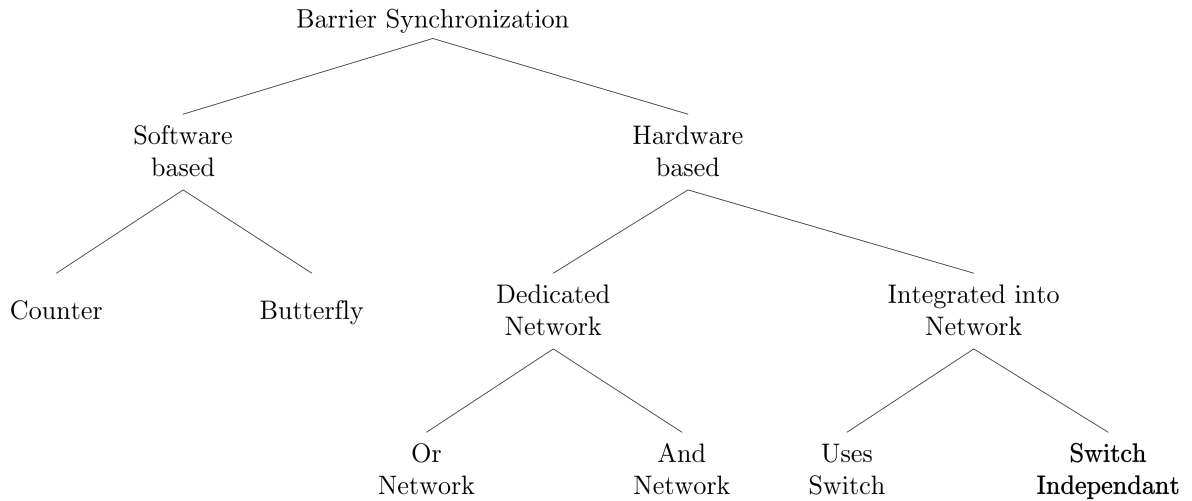 Barrier Synchronization
Software
based
Hardware
based
Counter
Butterfly
Dedicated
Network
Integrated into
Network
Or
Network
And
Network
Uses
Switch
Switch
Independant